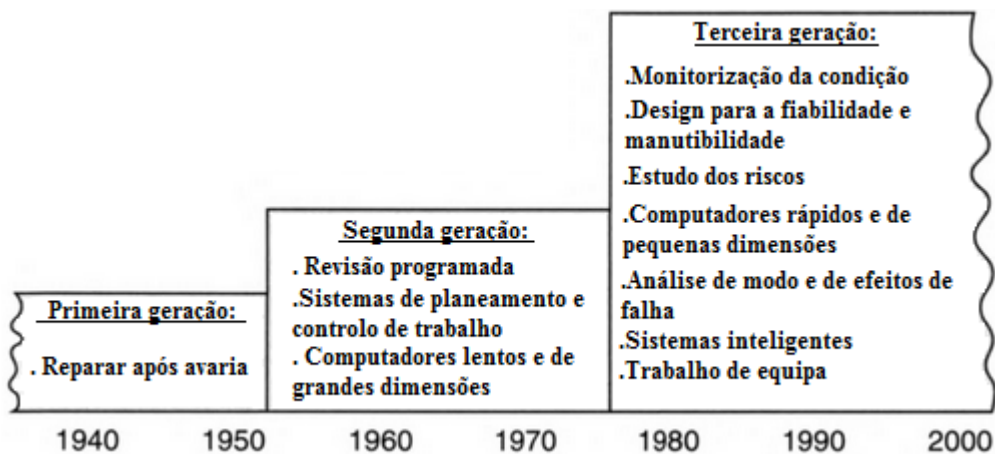 Primeira geração:
. Reparar após avaria
Segunda geração:
. Revisão programada
.Sistemas de planeamento e
controlo de trabalho
. Computadores lentos e de
grandes dimensões
Terceira geração:
.Monitorização da condição
.Design para a fiabilidade e
manutibilidade
.Estudo dos riscos
.Computadores rápidos e de
pequenas dimensões
.Análise de modo e de efeitos de
falha
.Sistemas inteligentes
.Trabalho de equipa
1940 1950 1960 1970 1980 1990 2000